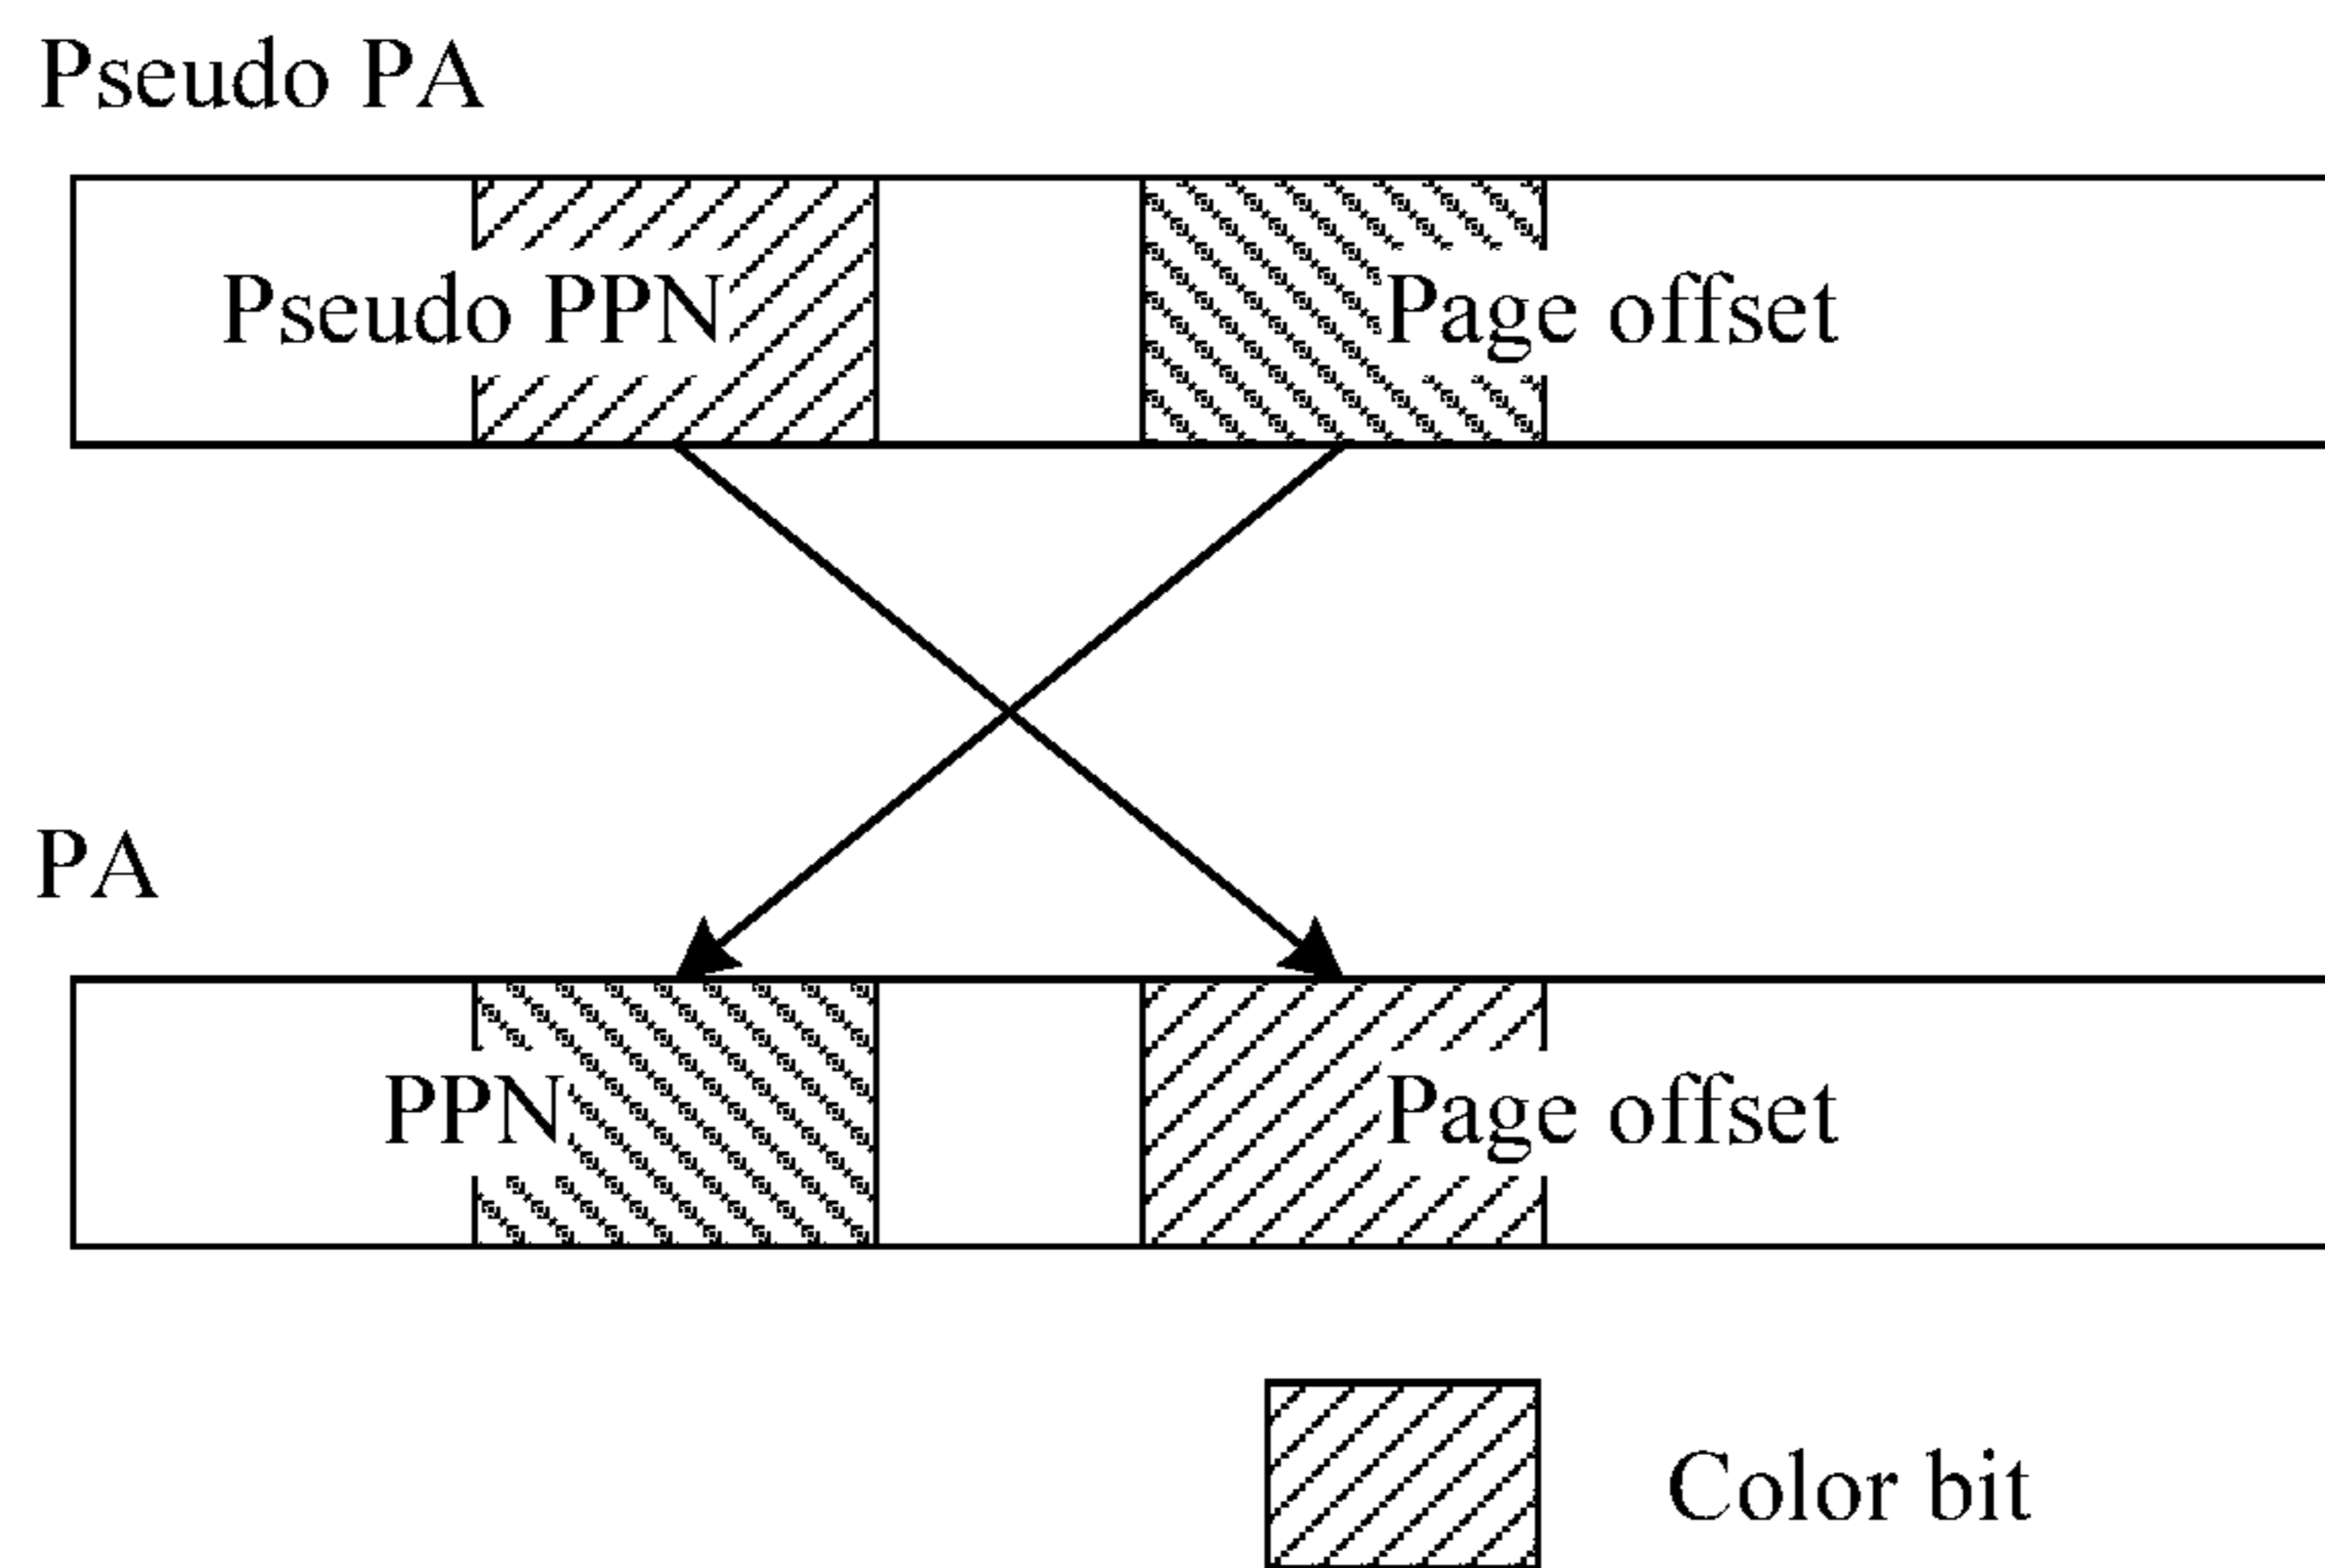 Pseudo PA
Pseudo PPN Page offset
PA
PPN Page offset
Color bit